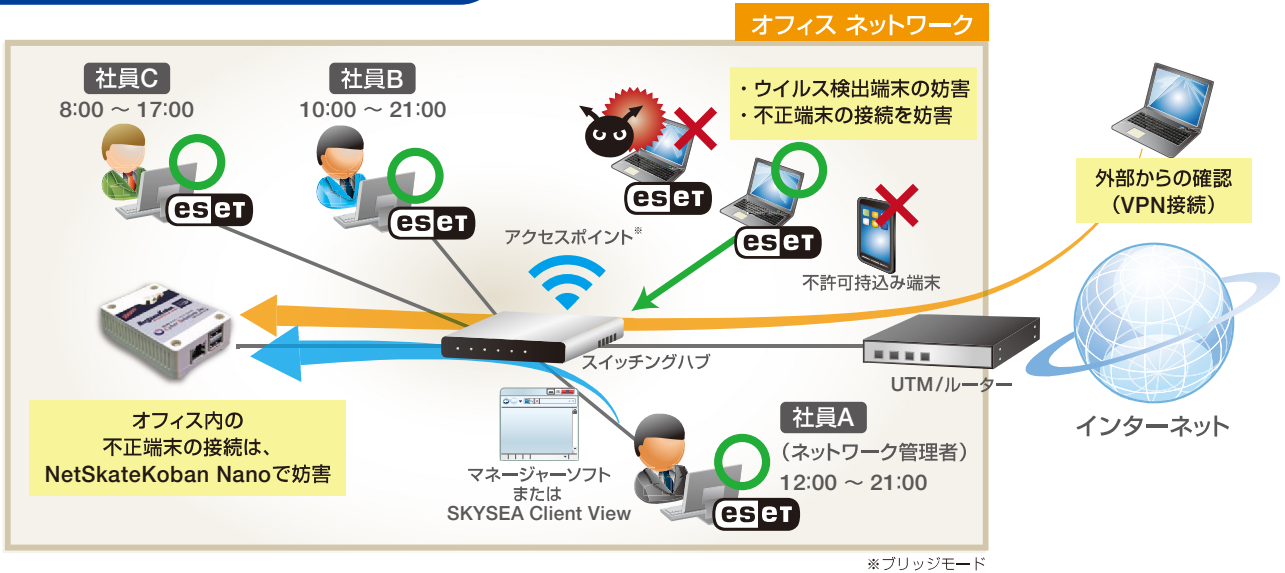 オフィス ネットワーク
社員C
8:00 ～ 17:00
社員B
10:00 ～ 21:00
・ウイルス検出端末の妨害
・不正端末の接続を妨害
eseT
eseT
eseT
eseT
外部からの確認
（VPN接続）
アクセスポイント※
不許可持込み端末
スイッチングハブ
UTM/ルーター
インターネット
オフィス内の
不正端末の接続は、
NetSkateKoban Nanoで妨害
マネージャーソフト
または
SKYSEA Client View
社員A
（ネットワーク管理者）
12:00 ～ 21:00
eseT
※ブリッジモード